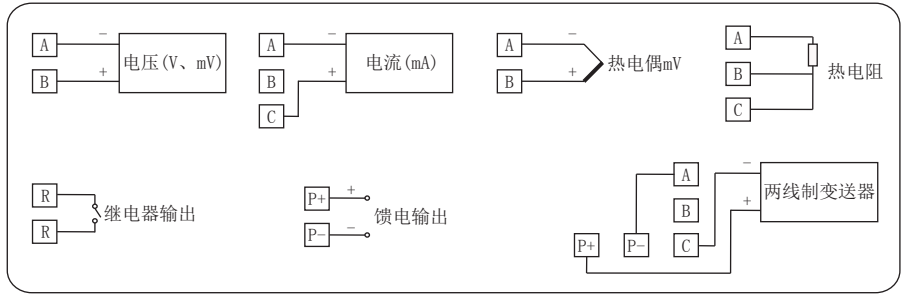 A − 电压(V、mV)
B +
A − 电流(mA)
B +
C
A − 热电偶mV
B +
A
B 热电阻
C
R 继电器输出
R
P+ + 馈电输出
P− −
A − 两线制变送器
B +
P+ P− C